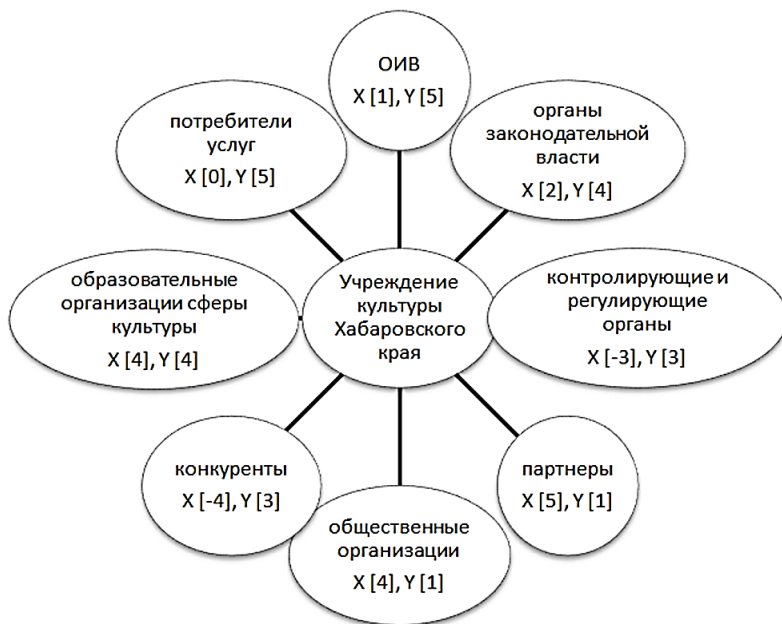 ОИВ
X [1], Y [5]
органы
законодательной
власти
X [2], Y [4]
потребители
услуг
X [0], Y [5]
образовательные
организации сферы
культуры
X [4], Y [4]
Учреждение
культуры
Хабаровского
края
контролирующие и
регулирующие
органы
X [-3], Y [3]
конкуренты
X [-4], Y [3]
партнеры
X [5], Y [1]
общественные
организации
X [4], Y [1]